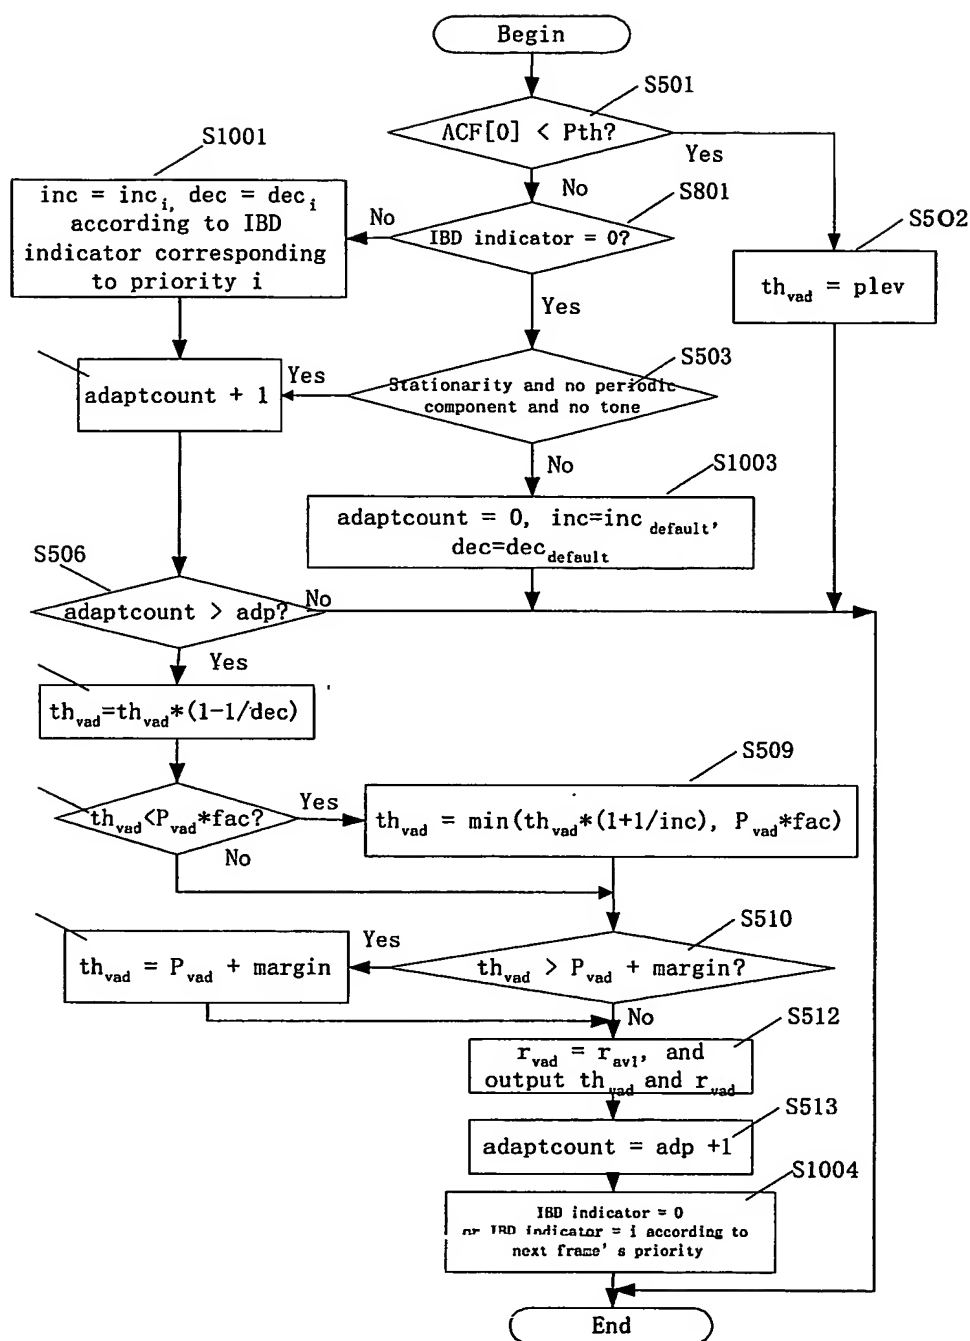 Begin
S501
ACF[0] < Pth?
Yes
No
S1001
inc = inc_i, dec = dec_i
according to IBD
indicator corresponding
to priority i
No
S801
IBD indicator = 0?
S502
th_vad = plev
Yes
S503
Stationarity and no periodic
component and no tone
Yes
adaptcount + 1
No
S1003
adaptcount = 0, inc=inc_default,
dec=dec_default
S506
adaptcount > adp?
No
Yes
th_vad=th_vad*(1-1/dec)
S509
th_vad<P_vad*fac?
Yes
th_vad = min(th_vad*(1+1/inc), P_vad*fac)
No
S510
th_vad > P_vad + margin?
Yes
th_vad = P_vad + margin
No
S512
r_vad = r_av1, and
output th_vad and r_vad
S513
adaptcount = adp +1
S1004
IBD indicator = 0
or IBD indicator = i according to
next frame's priority
End